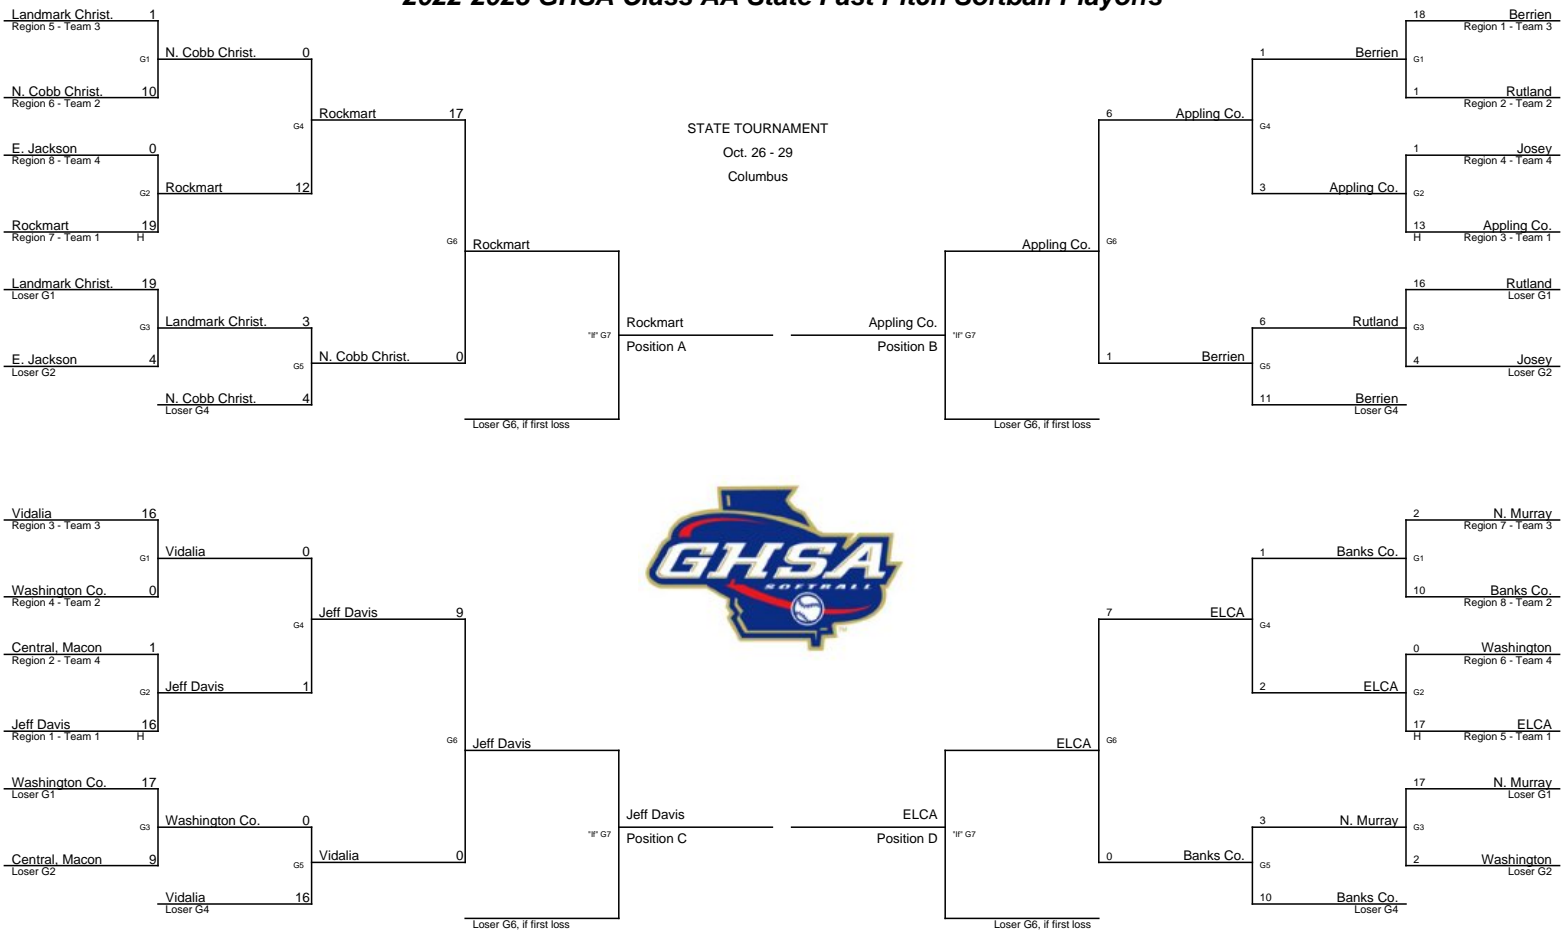 2022-2023 GHSA Class AA State Fast Pitch Softball Playoffs
Landmark Christ. 1
Region 5 - Team 3
G1
N. Cobb Christ. 0
N. Cobb Christ. 10
Region 6 - Team 2
G4
Rockmart 17
E. Jackson 0
Region 8 - Team 4
G2
Rockmart 12
Rockmart 19
Region 7 - Team 1 H
G6
Rockmart
Landmark Christ. 19
Loser G1
G3
Landmark Christ. 3
E. Jackson 4
Loser G2
G5
N. Cobb Christ. 0
N. Cobb Christ. 4
Loser G4
"If" G7
Rockmart
Position A
Loser G6, if first loss
STATE TOURNAMENT
Oct. 26 - 29
Columbus
18 Berrien
Region 1 - Team 3
1 Berrien
G1
1 Rutland
Region 2 - Team 2
6 Appling Co.
G4
1 Josey
Region 4 - Team 4
3 Appling Co.
G2
13 Appling Co.
H Region 3 - Team 1
Appling Co.
G6
16 Rutland
Loser G1
6 Rutland
G3
4 Josey
Loser G2
1 Berrien
G5
11 Berrien
Loser G4
Appling Co.
Position B
"If" G7
Loser G6, if first loss
GHSA
SOFTBALL
TM
Vidalia 16
Region 3 - Team 3
G1
Vidalia 0
Washington Co. 0
Region 4 - Team 2
G4
Jeff Davis 9
Central, Macon 1
Region 2 - Team 4
G2
Jeff Davis 1
Jeff Davis 16
Region 1 - Team 1 H
G6
Jeff Davis
Washington Co. 17
Loser G1
G3
Washington Co. 0
Central, Macon 9
Loser G2
G5
Vidalia 0
Vidalia 16
Loser G4
"If" G7
Jeff Davis
Position C
Loser G6, if first loss
2 N. Murray
Region 7 - Team 3
1 Banks Co.
G1
10 Banks Co.
Region 8 - Team 2
7 ELCA
G4
0 Washington
Region 6 - Team 4
2 ELCA
G2
17 ELCA
H Region 5 - Team 1
ELCA
G6
17 N. Murray
Loser G1
3 N. Murray
G3
2 Washington
Loser G2
0 Banks Co.
G5
10 Banks Co.
Loser G4
ELCA
Position D
"If" G7
Loser G6, if first loss